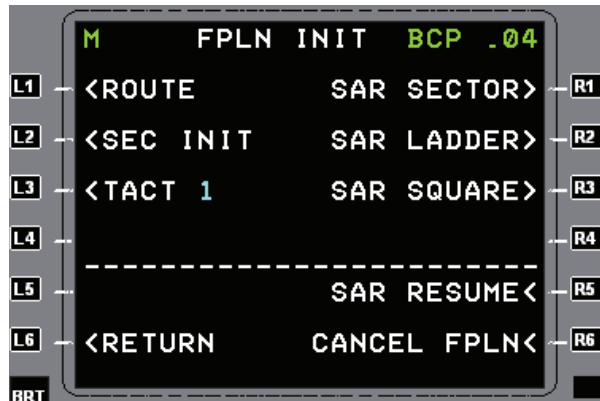 M FPLN INIT BCP .04
L1 <ROUTE SAR SECTOR> R1
L2 <SEC INIT SAR LADDER> R2
L3 <TACT 1 SAR SQUARE> R3
L4 R4
L5 SAR RESUME< R5
L6 <RETURN CANCEL FPLN< R6
BRT